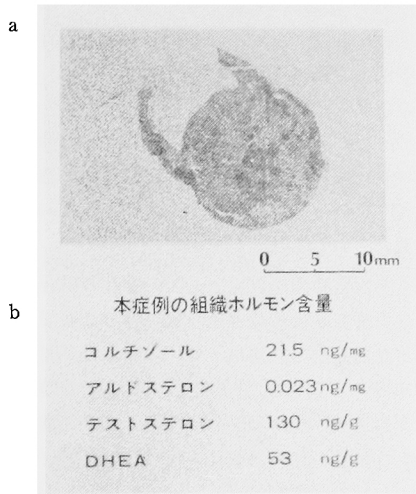 a
0 5 10mm
b
本症例の組織ホルモン含量
コルチゾール 21.5 ng/mg
アルドステロン 0.023 ng/mg
テストステロン 130 ng/g
DHEA 53 ng/g